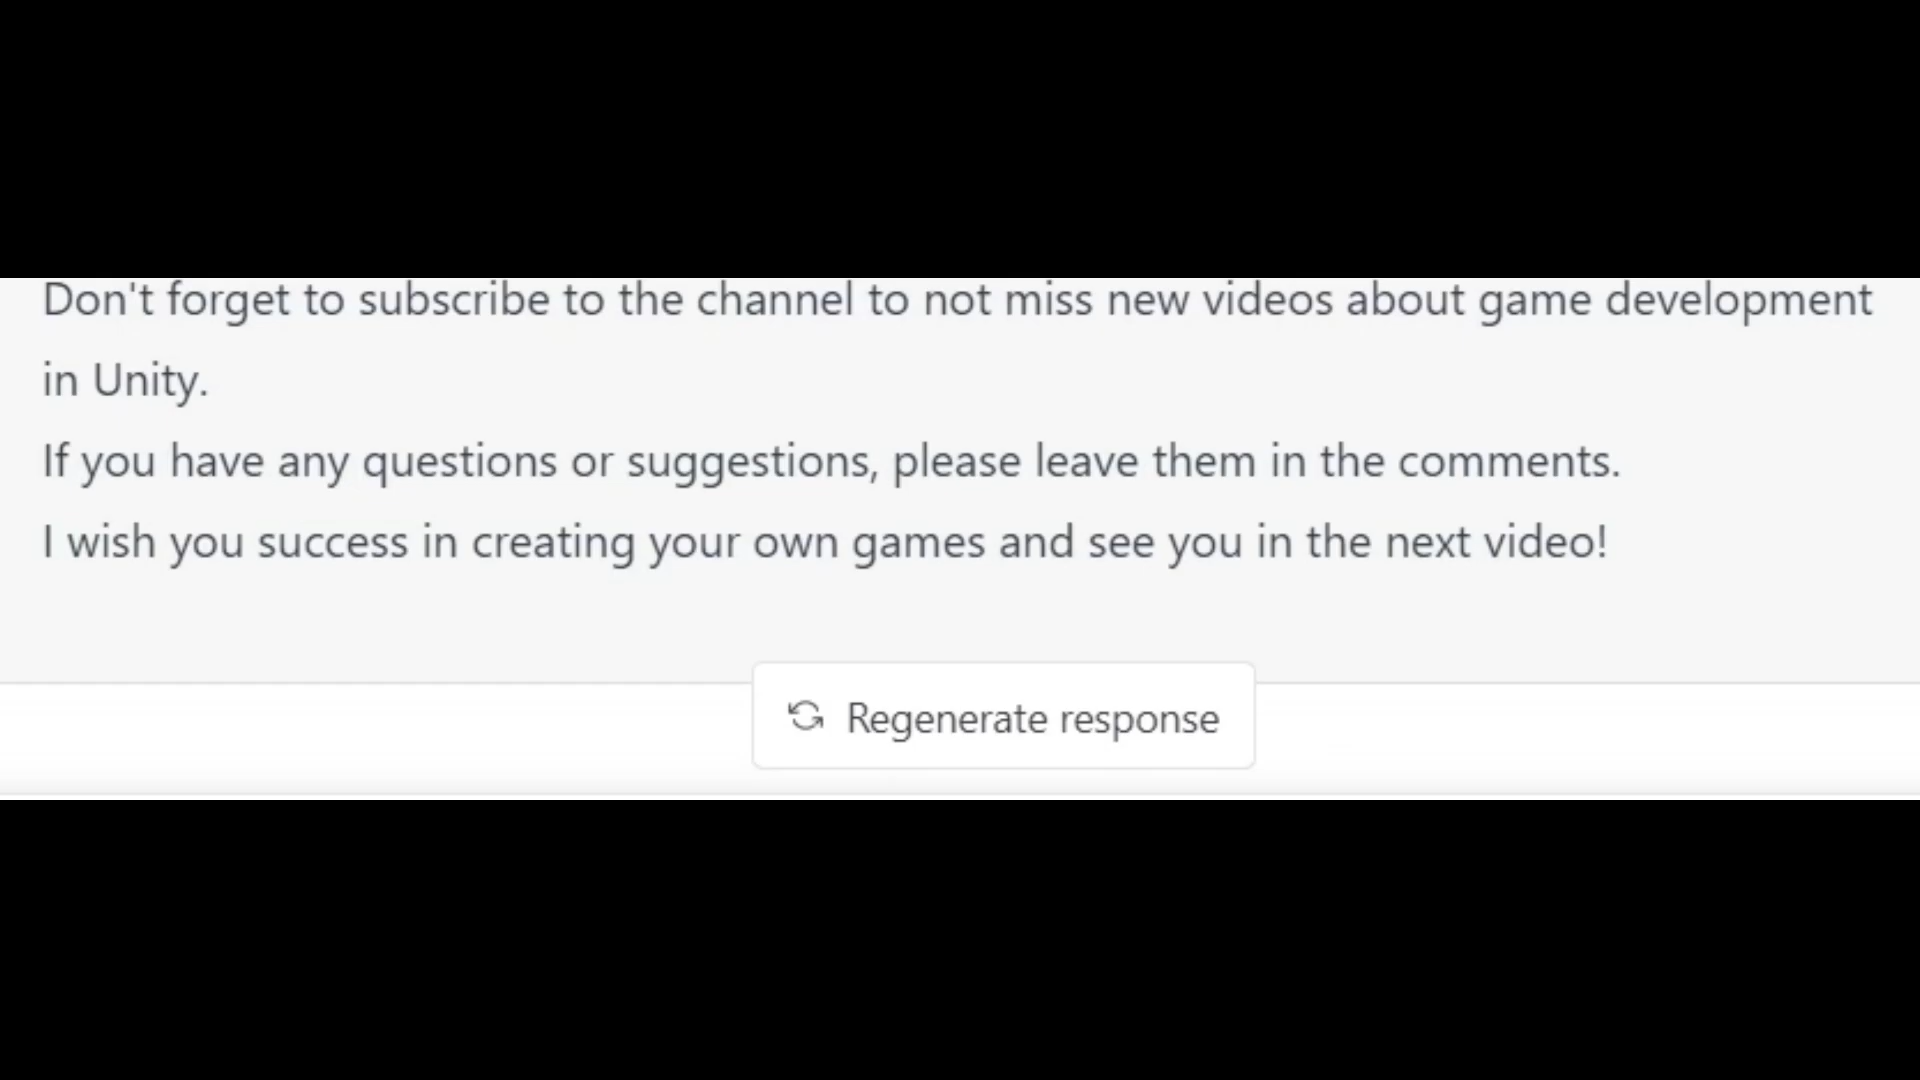 Don't forget to subscribe to the channel to not miss new videos about game development
in Unity.
If you have any questions or suggestions, please leave them in the comments.
I wish you success in creating your own games and see you in the next video!
Regenerate response